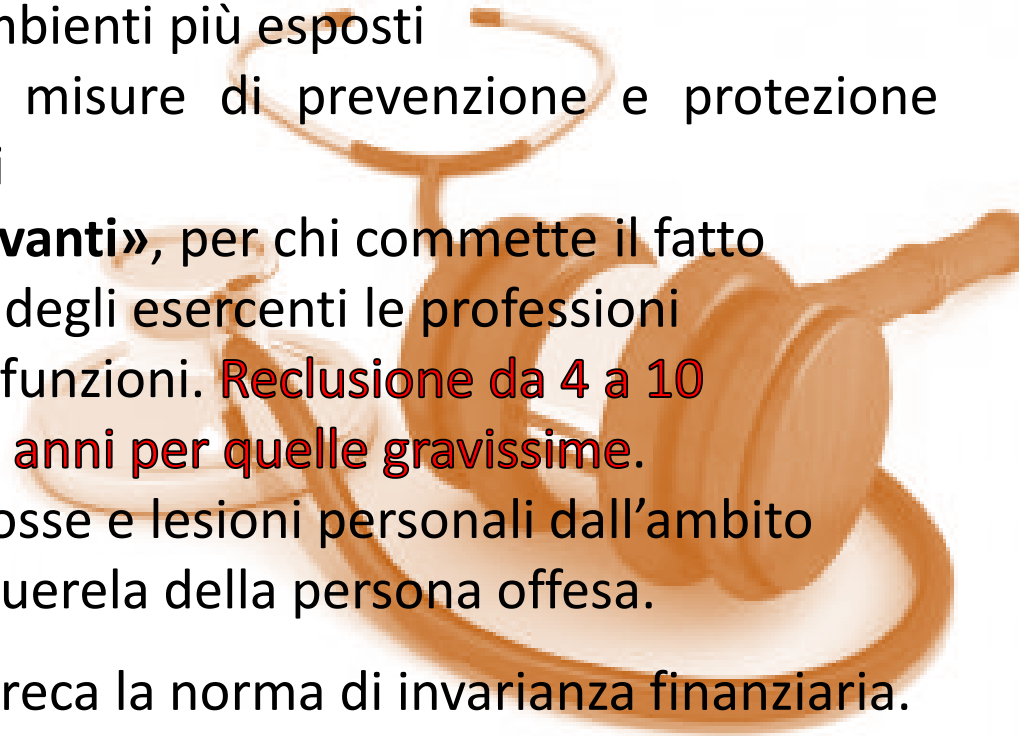 mbienti più esposti
misure di prevenzione e protezione
i
vanti», per chi commette il fatto
degli esercenti le professioni
funzioni. Reclusione da 4 a 10
anni per quelle gravissime.
osse e lesioni personali dall’ambito
uerela della persona offesa.
reca la norma di invarianza finanziaria.